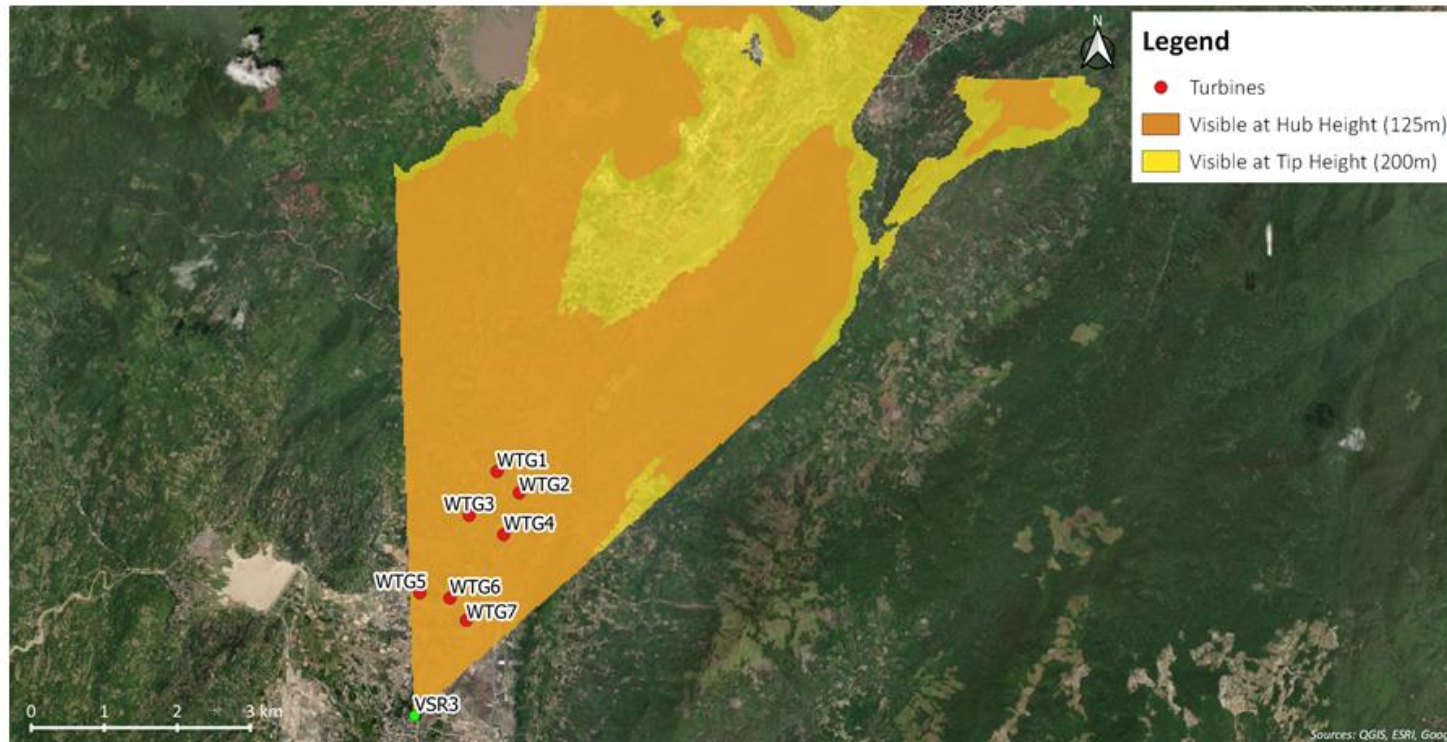 N
Legend
Turbines
Visible at Hub Height (125m)
Visible at Tip Height (200m)
WTG1
WTG2
WTG3
WTG4
WTG5
WTG6
WTG7
VSR3
0 1 2 3 km
Sources: QGIS, ESRI, Goog